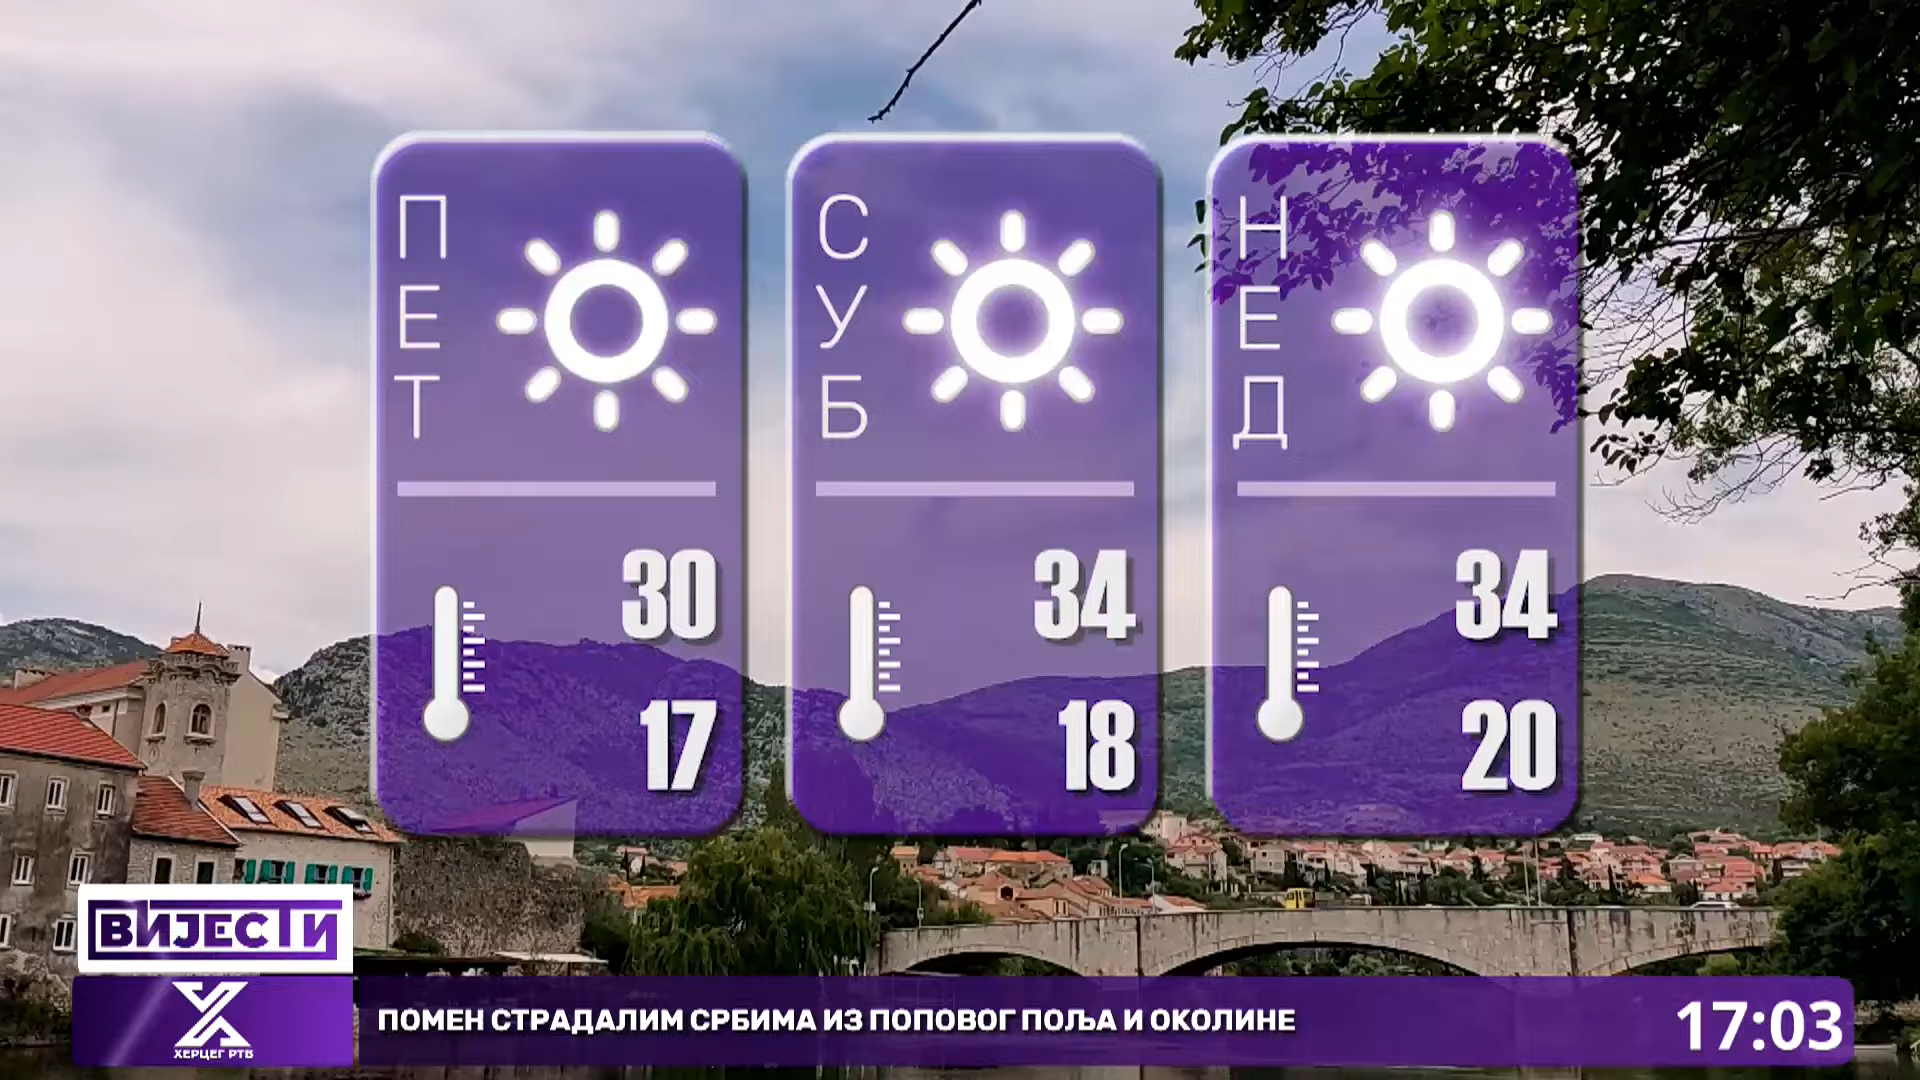 ПЕТ
30
17
СУБ
34
18
НЕД
34
20
ВИЈЕСТИ
ХЕРЦЕГ РТВ
ПОМЕН СТРАДАЛИМ СРБИМА ИЗ ПОПОВОГ ПОЉА И ОКОЛИНЕ
17:03